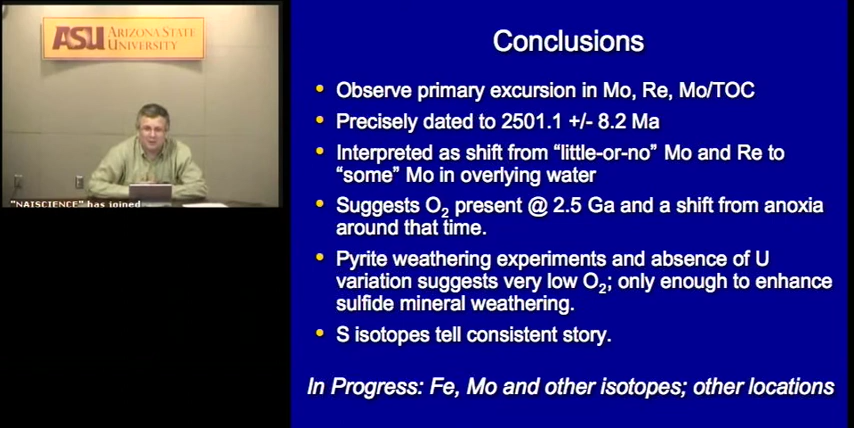 ASU ARIZONA STATE
UNIVERSITY
"NAISCIENCE" has joined
Conclusions
• Observe primary excursion in Mo, Re, Mo/TOC
• Precisely dated to 2501.1 +/- 8.2 Ma
• Interpreted as shift from “little-or-no” Mo and Re to
“some” Mo in overlying water
• Suggests O₂ present @ 2.5 Ga and a shift from anoxia
around that time.
• Pyrite weathering experiments and absence of U
variation suggests very low O₂; only enough to enhance
sulfide mineral weathering.
• S isotopes tell consistent story.
In Progress: Fe, Mo and other isotopes; other locations